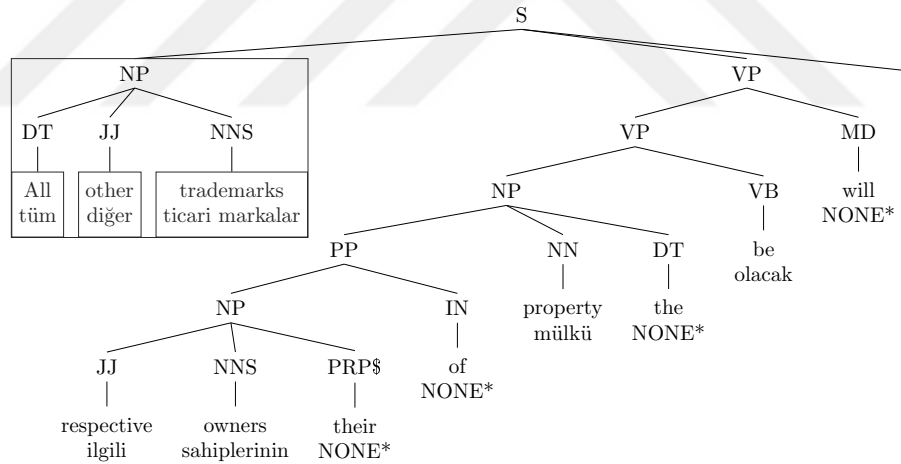 S
NP VP
DT JJ NNS VP MD
All other trademarks NP VB will
tüm diğer ticari markalar NONE*
PP NN DT be
olacak
NP IN property the
mülkü NONE*
JJ NNS PRP$ of
NONE*
respective owners their
ilgili sahiplerinin NONE*